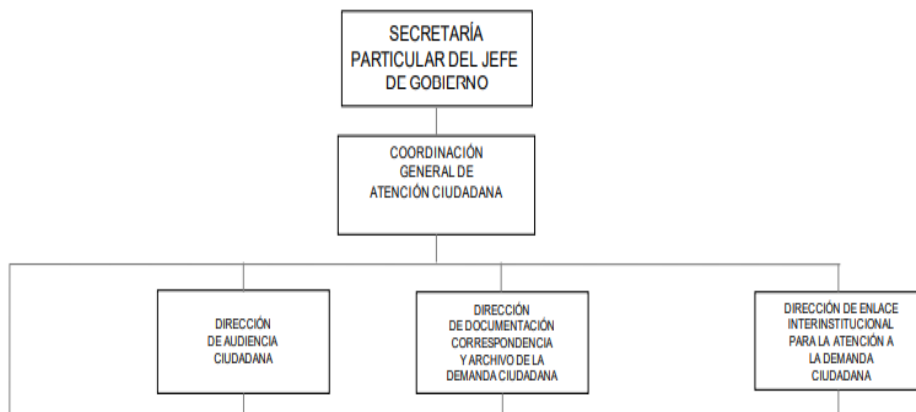 SECRETARÍA
PARTICULAR DEL JEFE
DE GOBIERNO
COORDINACIÓN
GENERAL DE
ATENCIÓN CIUDADANA
DIRECCIÓN
DE AUDIENCIA
CIUDADANA
DIRECCIÓN
DE DOCUMENTACIÓN
CORRESPONDENCIA
Y ARCHIVO DE LA
DEMANDA CIUDADANA
DIRECCIÓN DE ENLACE
INTERINSTITUCIONAL
PARA LA ATENCIÓN A
LA DEMANDA
CIUDADANA